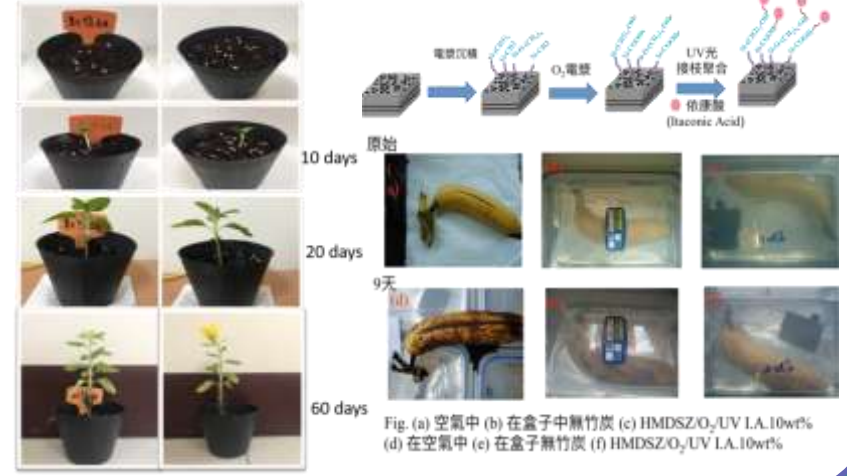 10 days
20 days
60 days
電漿沉積
O₂電漿
UV光
接枝聚合
依康酸
(Itaconic Acid)
原始
9天
(d)
Fig. (a) 空氣中 (b) 在盒子中無竹炭 (c) HMDSZ/O₂/UV I.A.10wt%
(d) 在空氣中 (e) 在盒子無竹炭 (f) HMDSZ/O₂/UV I.A.10wt%